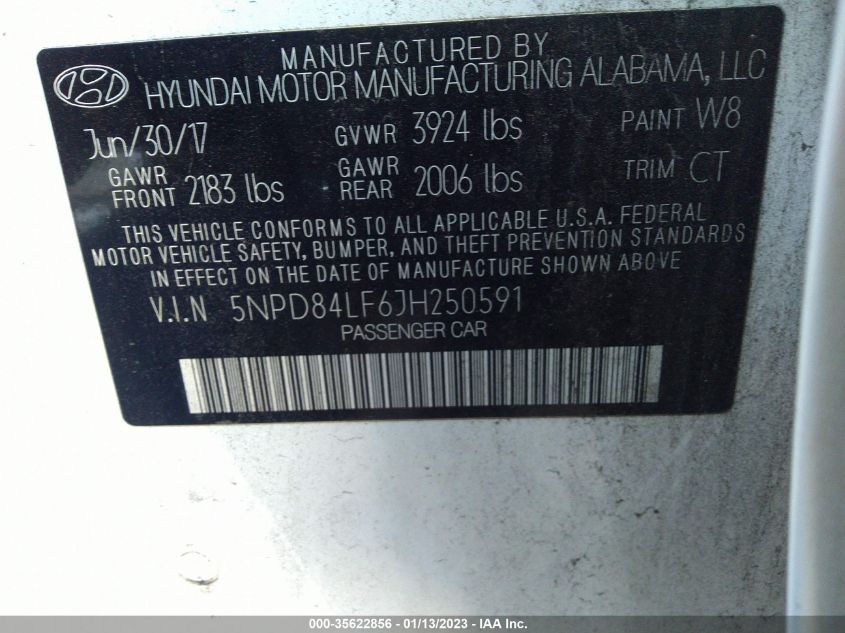 MANUFACTURED BY
HYUNDAI MOTOR MANUFACTURING ALABAMA, LLC
Jun/30/17 GVWR 3924 lbs PAINT W8
GAWR FRONT 2183 lbs GAWR REAR 2006 lbs TRIM CT
THIS VEHICLE CONFORMS TO ALL APPLICABLE U.S.A. FEDERAL
MOTOR VEHICLE SAFETY, BUMPER, AND THEFT PREVENTION STANDARDS
IN EFFECT ON THE DATE OF MANUFACTURE SHOWN ABOVE
V.I.N 5NPD84LF6JH250591
PASSENGER CAR
000-35622856 - 01/13/2023 - IAA Inc.